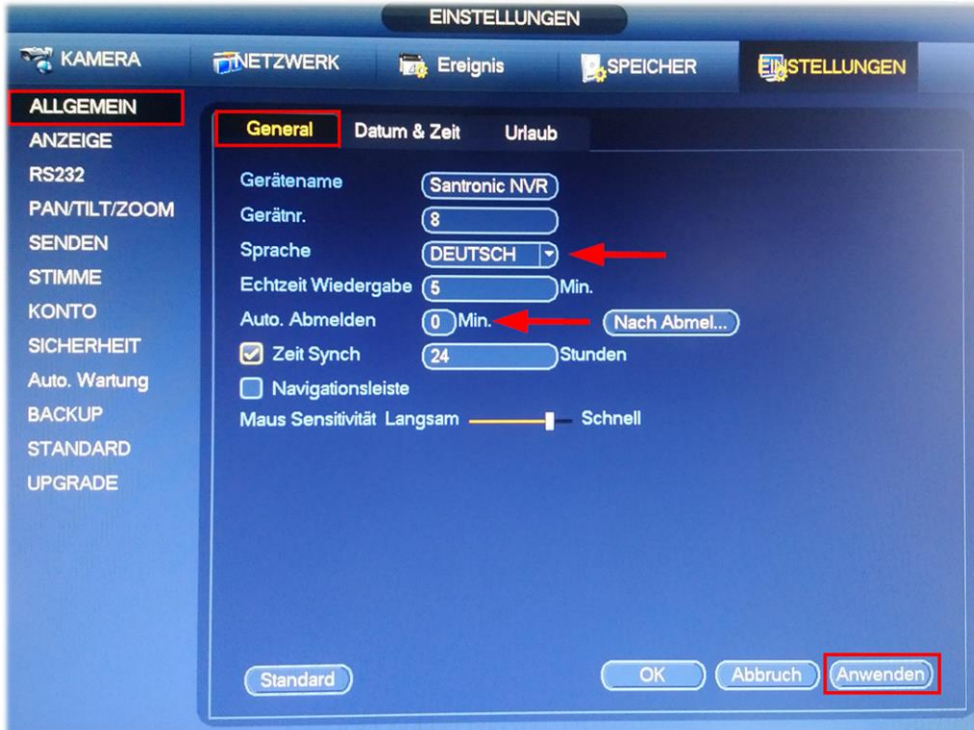 EINSTELLUNGEN
KAMERA NETZWERK Ereignis SPEICHER EINSTELLUNGEN
ALLGEMEIN
ANZEIGE
RS232
PAN/TILT/ZOOM
SENDEN
STIMME
KONTO
SICHERHEIT
Auto. Wartung
BACKUP
STANDARD
UPGRADE
General Datum & Zeit Urlaub
Gerätename Santronic NVR
Gerätnr. 8
Sprache DEUTSCH
Echtzeit Wiedergabe 5 Min.
Auto. Abmelden 0 Min. Nach Abmel...
Zeit Synch 24 Stunden
Navigationsleiste
Maus Sensitivität Langsam Schnell
Standard OK Abbruch Anwenden